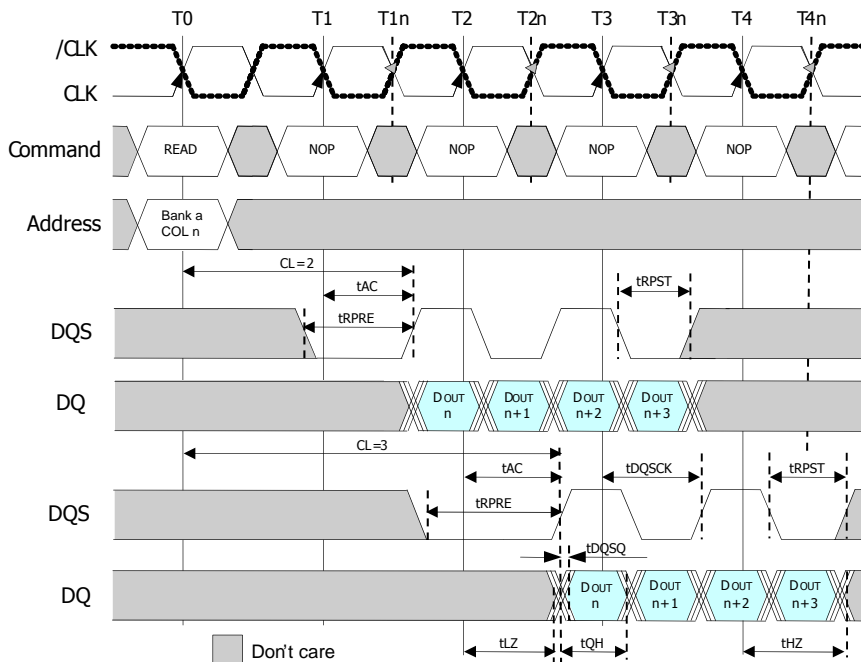 T0 T1 T1n T2 T2n T3 T3n T4 T4n
/CLK
CLK
Command READ NOP NOP NOP NOP
Address Bank a
COL n
CL=2
tAC
tRPST
tRPRE
DQS
DQ DOUT n DOUT n+1 DOUT n+2 DOUT n+3
CL=3
tAC tDQSCK tRPST
tRPRE
DQS
tDQSQ
DQ DOUT n DOUT n+1 DOUT n+2 DOUT n+3
tLZ tQH tHZ
Don't care